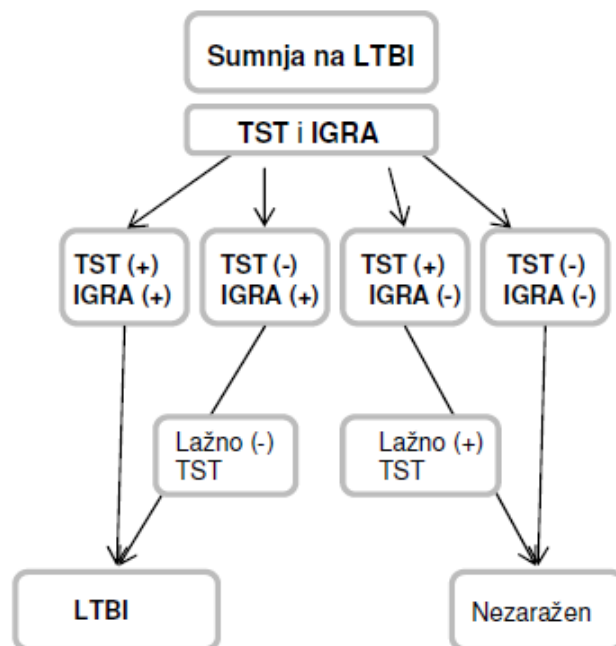 Sumnja na LTBI
TST i IGRA
TST (+)
IGRA (+)
TST (-)
IGRA (+)
TST (+)
IGRA (-)
TST (-)
IGRA (-)
Lažno (-)
TST
Lažno (+)
TST
LTBI
Nezaražen